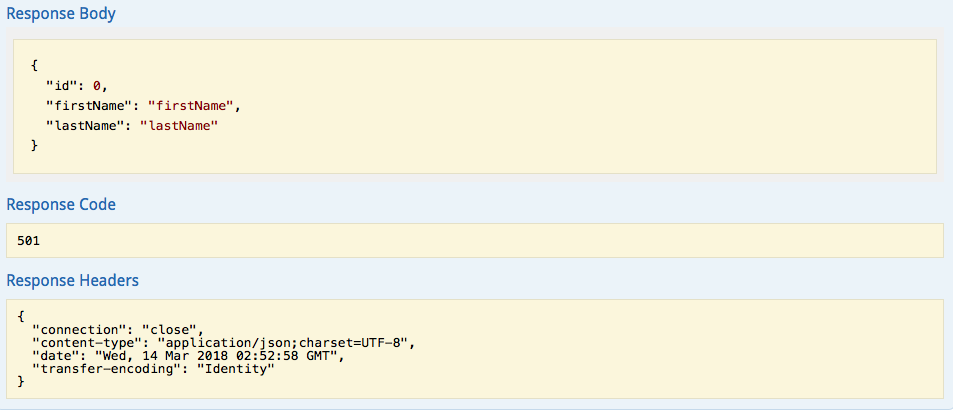 Response Body
{
"id": 0,
"firstName": "firstName",
"lastName": "lastName"
}
Response Code
501
Response Headers
{
"connection": "close",
"content-type": "application/json;charset=UTF-8",
"date": "Wed, 14 Mar 2018 02:52:58 GMT",
"transfer-encoding": "Identity"
}